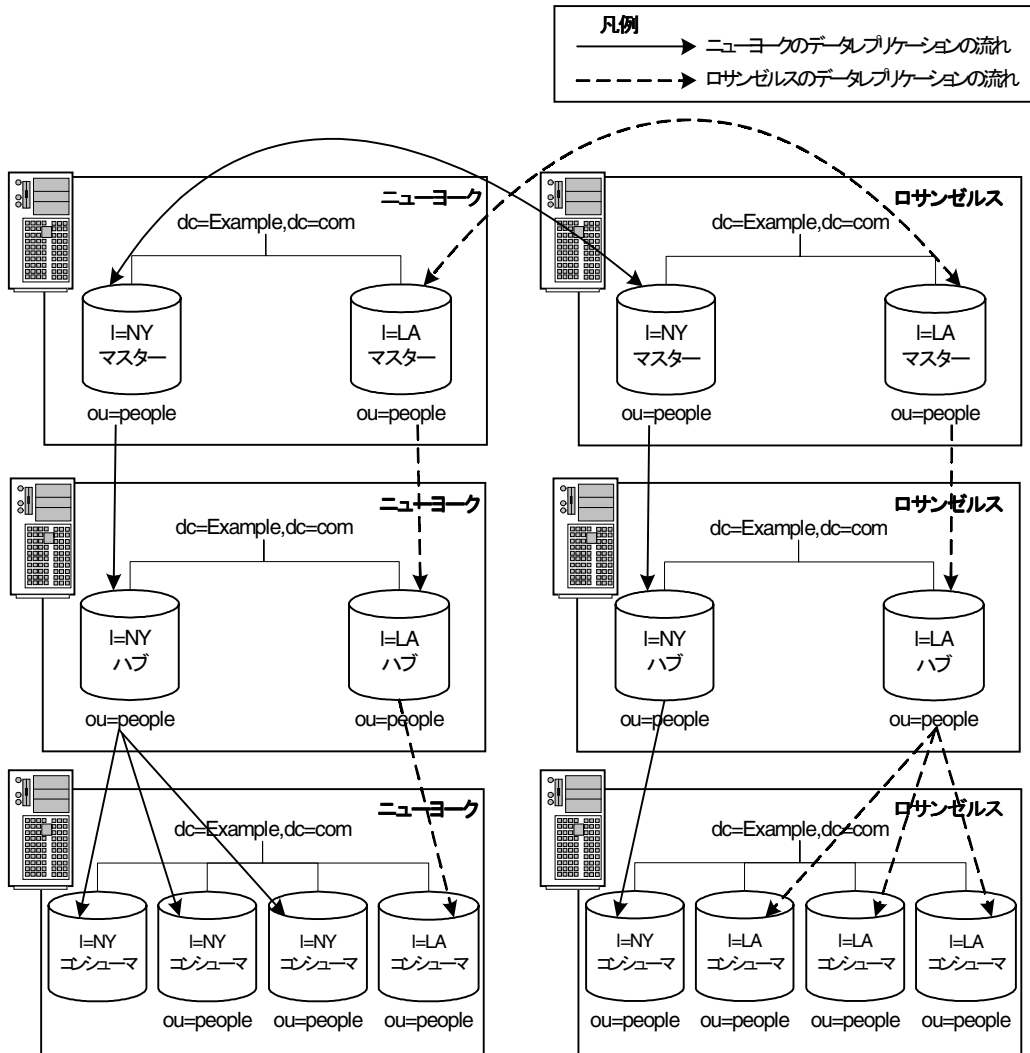 凡例
ニューヨークのデータレプリケーションの流れ
ロサンゼルスのデータレプリケーションの流れ
ニューヨーク
dc=Example,dc=com
l=NY
マスター
l=LA
マスター
ou=people
ou=people
ロサンゼルス
dc=Example,dc=com
l=NY
マスター
l=LA
マスター
ou=people
ou=people
ニューヨーク
dc=Example,dc=com
l=NY
ハブ
l=LA
ハブ
ou=people
ou=people
ロサンゼルス
dc=Example,dc=com
l=NY
ハブ
l=LA
ハブ
ou=people
ou=people
ニューヨーク
dc=Example,dc=com
l=NY
コンシューマ
l=NY
コンシューマ
l=NY
コンシューマ
l=LA
コンシューマ
ou=people
ou=people
ou=people
ロサンゼルス
dc=Example,dc=com
l=NY
コンシューマ
l=LA
コンシューマ
l=LA
コンシューマ
l=LA
コンシューマ
ou=people
ou=people
ou=people
ou=people